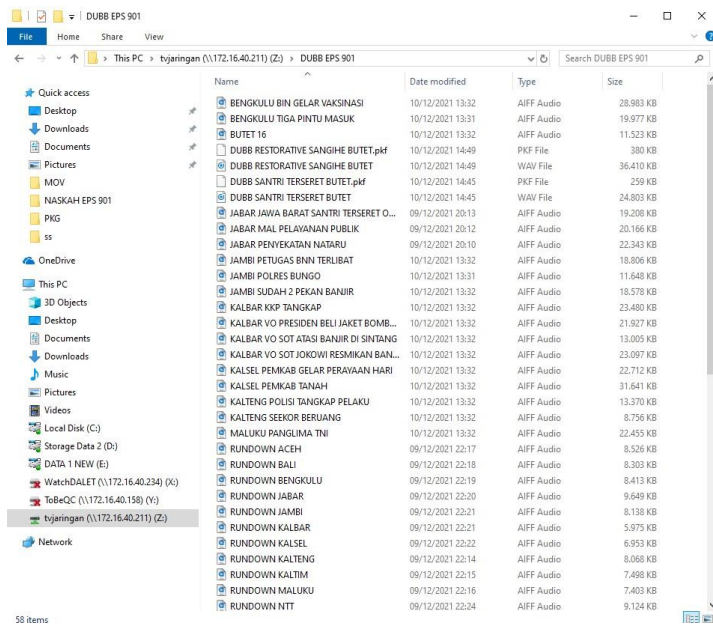 DUBB EPS 901
File Home Share View
This PC > tvjaringan (\\172.16.40.211) (Z:) > DUBB EPS 901
Search DUBB EPS 901
Quick access
Desktop
Downloads
Documents
Pictures
MOV
NASKAH EPS 901
PKG
ss
OneDrive
This PC
3D Objects
Desktop
Documents
Downloads
Music
Pictures
Videos
Local Disk (C:)
Storage Data 2 (D:)
DATA 1 NEW (E:)
WatchDALET (\\172.16.40.234) (X:)
ToBeQC (\\172.16.40.158) (Y:)
tvjaringan (\\172.16.40.211) (Z:)
Network
Name Date modified Type Size
BENGKULU BIN GELAR VAKSINASI 10/12/2021 13:32 AIFF Audio 28.983 KB
BENGKULU TIGA PINTU MASUK 10/12/2021 13:31 AIFF Audio 19.977 KB
BUTET 16 10/12/2021 13:32 AIFF Audio 11.523 KB
DUBB RESTORATIVE SANGIHE BUTET.pkf 10/12/2021 14:49 PKF File 380 KB
DUBB RESTORATIVE SANGIHE BUTET 10/12/2021 14:49 WAV File 36.410 KB
DUBB SANTRI TERSERET BUTET.pkf 10/12/2021 14:45 PKF File 259 KB
DUBB SANTRI TERSERET BUTET 10/12/2021 14:45 WAV File 24.803 KB
JABAR JAWA BARAT SANTRI TERSERET O... 09/12/2021 20:13 AIFF Audio 19.208 KB
JABAR MAL PELAYANAN PUBLIK 09/12/2021 20:12 AIFF Audio 20.166 KB
JABAR PENYEKATAN NATARU 09/12/2021 20:10 AIFF Audio 22.343 KB
JAMBI PETUGAS BNN TERLIBAT 10/12/2021 13:32 AIFF Audio 18.806 KB
JAMBI POLRES BUNGO 10/12/2021 13:31 AIFF Audio 11.648 KB
JAMBI SUDAH 2 PEKAN BANJIR 10/12/2021 13:32 AIFF Audio 18.578 KB
KALBAR KKP TANGKAP 10/12/2021 13:32 AIFF Audio 23.480 KB
KALBAR VO PRESIDEN BELI JAKET BOMB... 10/12/2021 13:32 AIFF Audio 21.927 KB
KALBAR VO SOT ATASI BANJIR DI SINTANG 10/12/2021 13:32 AIFF Audio 13.005 KB
KALBAR VO SOT JOKOWI RESMIKAN BAN... 10/12/2021 13:32 AIFF Audio 23.097 KB
KALSEL PEMKAB GELAR PERAYAAN HARI 10/12/2021 13:32 AIFF Audio 22.712 KB
KALSEL PEMKAB TANAH 10/12/2021 13:32 AIFF Audio 31.641 KB
KALTENG POLISI TANGKAP PELAKU 10/12/2021 13:32 AIFF Audio 13.370 KB
KALTENG SEEKOR BERUANG 10/12/2021 13:32 AIFF Audio 8.756 KB
MALUKU PANGLIMA TNI 10/12/2021 13:32 AIFF Audio 22.455 KB
RUNDOWN ACEH 09/12/2021 22:17 AIFF Audio 8.526 KB
RUNDOWN BALI 09/12/2021 22:18 AIFF Audio 8.303 KB
RUNDOWN BENGKULU 09/12/2021 22:19 AIFF Audio 8.413 KB
RUNDOWN JABAR 09/12/2021 22:20 AIFF Audio 9.649 KB
RUNDOWN JAMBI 09/12/2021 22:21 AIFF Audio 8.138 KB
RUNDOWN KALBAR 09/12/2021 22:21 AIFF Audio 5.975 KB
RUNDOWN KALSEL 09/12/2021 22:22 AIFF Audio 6.953 KB
RUNDOWN KALTENG 09/12/2021 22:14 AIFF Audio 8.068 KB
RUNDOWN KALTIM 09/12/2021 22:15 AIFF Audio 7.498 KB
RUNDOWN MALUKU 09/12/2021 22:16 AIFF Audio 7.403 KB
RUNDOWN NTT 09/12/2021 22:24 AIFF Audio 9.124 KB
58 items